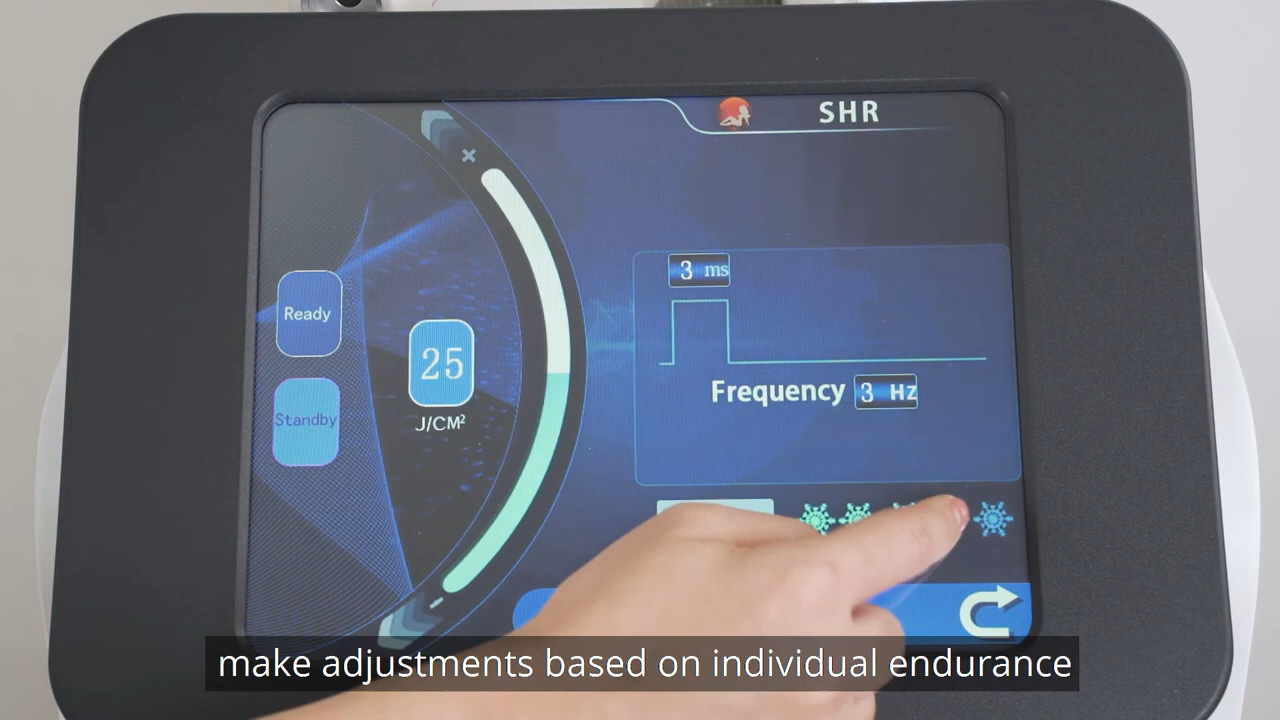 SHR
3 ms
Ready
25
Standby
Frequency 3 Hz
J/CM²
make adjustments based on individual endurance